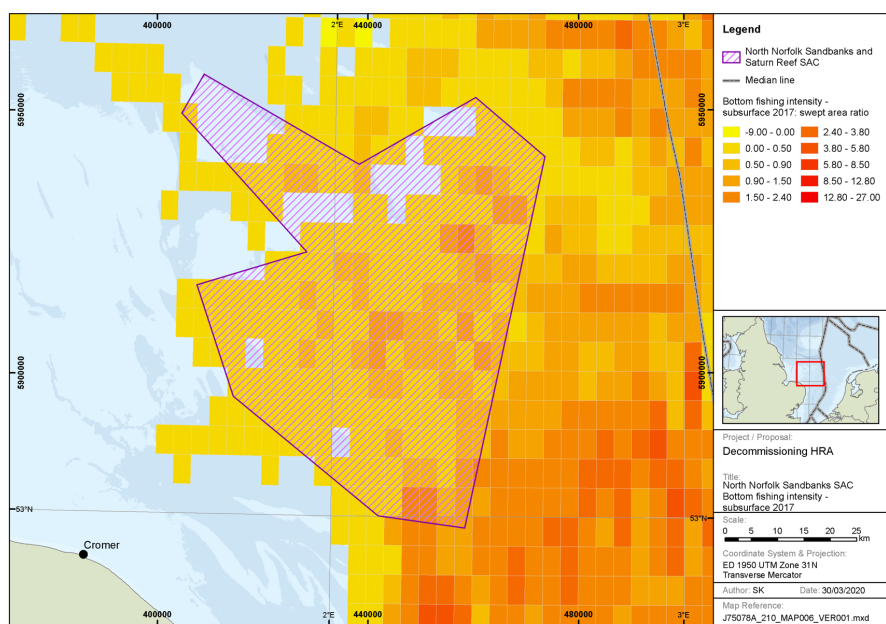 400000
2°E
440000
480000
3°E
5950000
5950000
5900000
5900000
53°N
53°N
Cromer
400000
2°E
440000
480000
3°E
Legend
North Norfolk Sandbanks and
Saturn Reef SAC
Median line
Bottom fishing intensity -
subsurface 2017: swept area ratio
-9.00 - 0.00
0.00 - 0.50
0.50 - 0.90
0.90 - 1.50
1.50 - 2.40
2.40 - 3.80
3.80 - 5.80
5.80 - 8.50
8.50 - 12.80
12.80 - 27.00
Project / Proposal:
Decommissioning HRA
Title:
North Norfolk Sandbanks SAC
Bottom fishing intensity -
subsurface 2017
Scale:
0 5 10 15 20 25
km
Coordinate System & Projection:
ED 1950 UTM Zone 31N
Transverse Mercator
Author: SK Date: 30/03/2020
Map Reference:
J75078A_210_MAP006_VER001.mxd